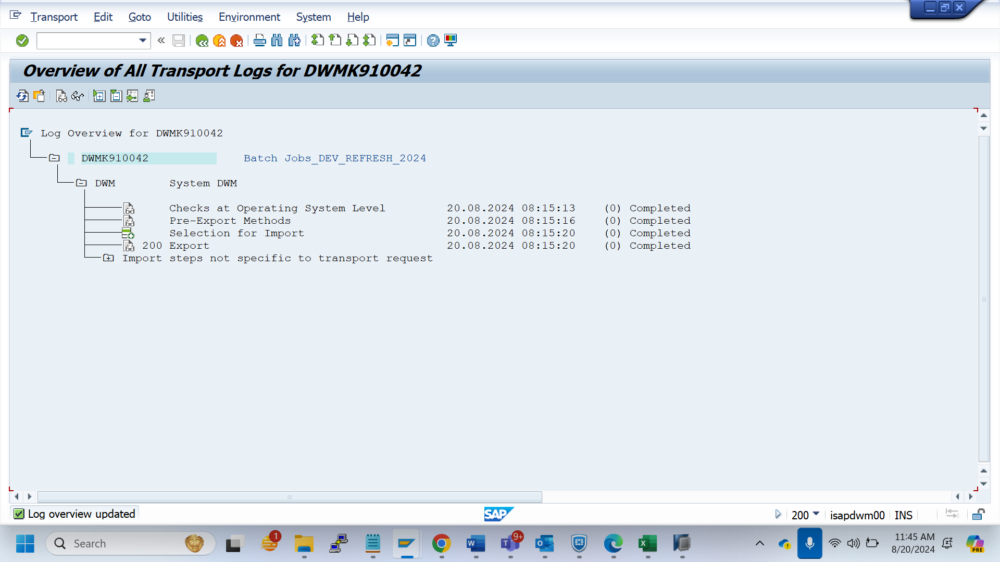 Transport Edit Goto Utilities Environment System Help
Overview of All Transport Logs for DWMK910042
Log Overview for DWMK910042
DWMK910042 Batch Jobs_DEV_REFRESH_2024
DWM System DWM
Checks at Operating System Level 20.08.2024 08:15:13 (0) Completed
Pre-Export Methods 20.08.2024 08:15:16 (0) Completed
Selection for Import 20.08.2024 08:15:20 (0) Completed
200 Export 20.08.2024 08:15:20 (0) Completed
Import steps not specific to transport request
Log overview updated SAP 200 isapdwm00 INS
Search 1 W T 9+ O X 11:45 AM
8/20/2024 PRE